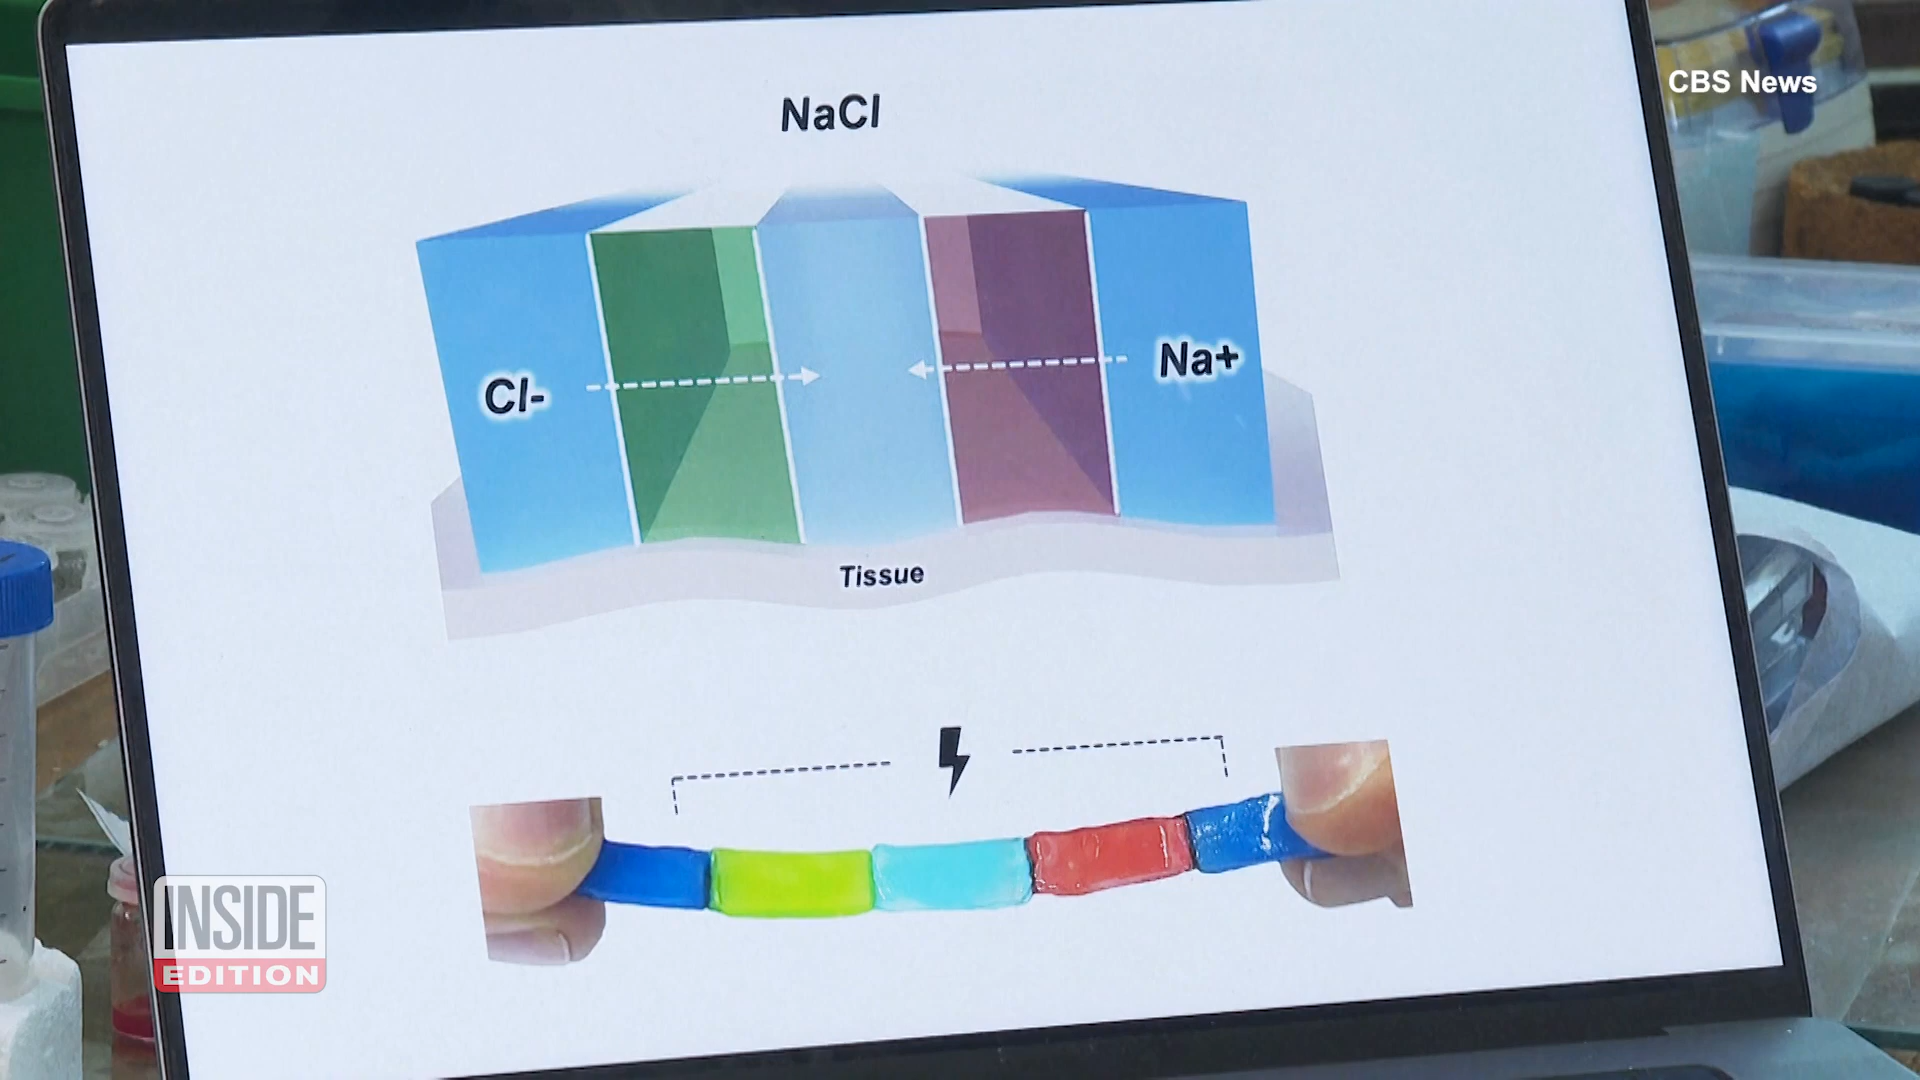 CBS News
NaCl
Cl-
Na+
Tissue
INSIDE
EDITION